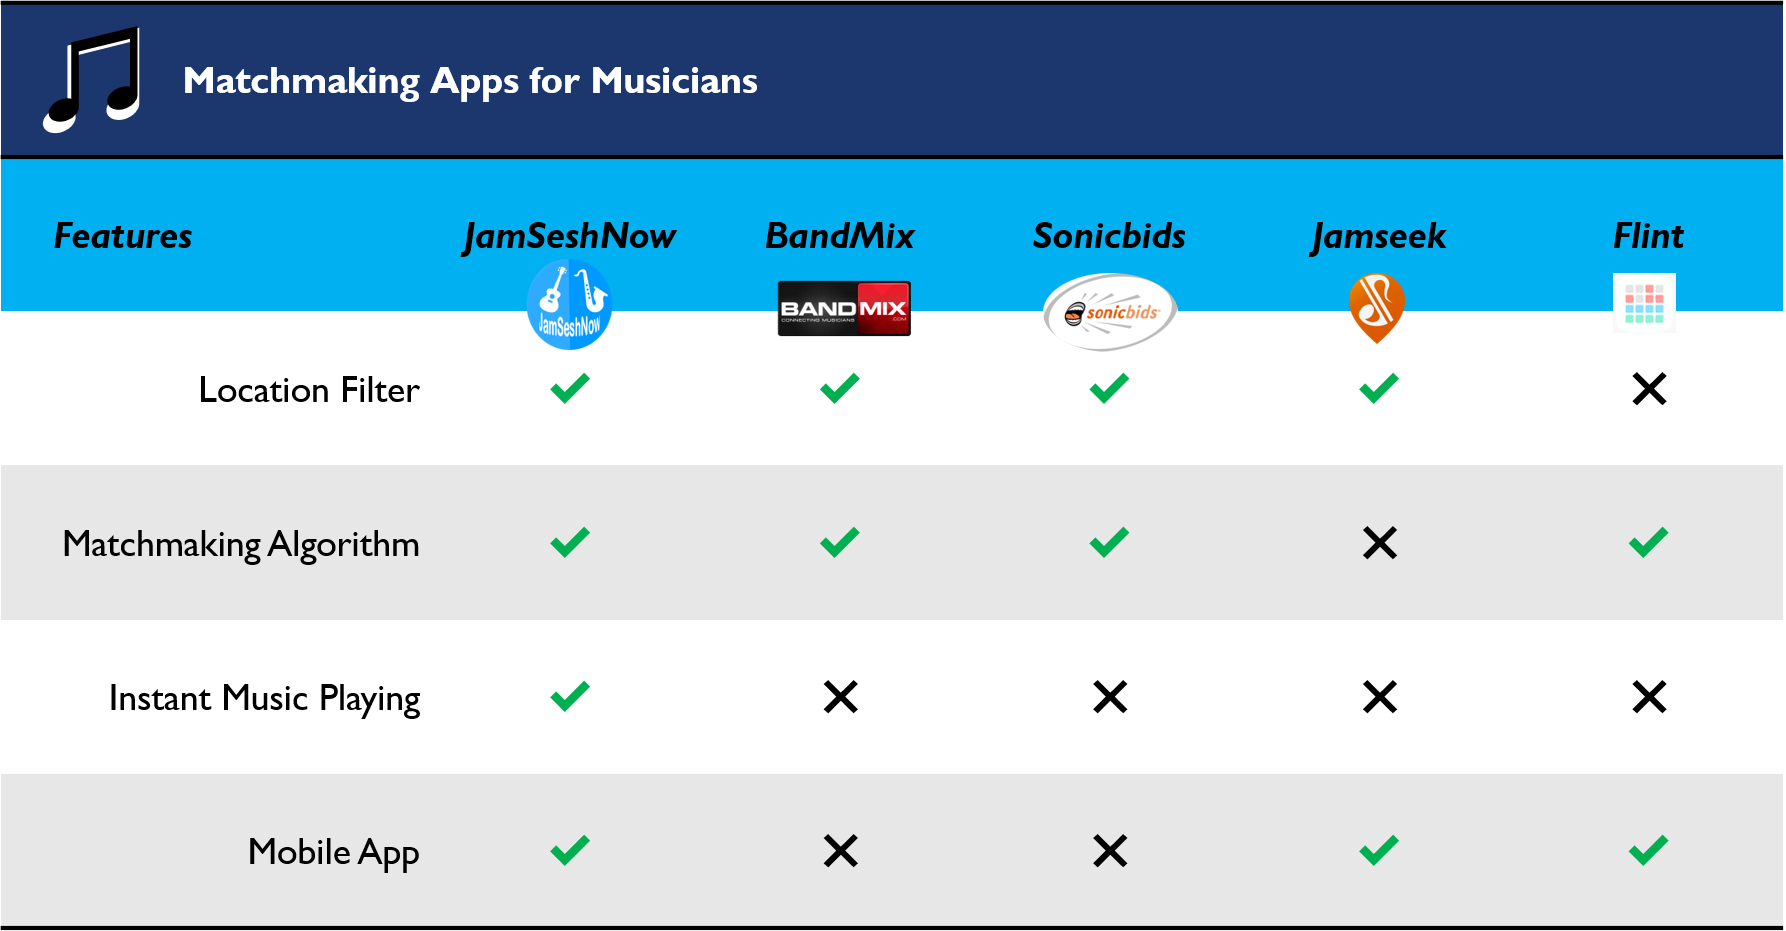 Matchmaking Apps for Musicians
Features JamSeshNow BandMix Sonicbids Jamseek Flint
JamSeshNow
BANDMIX
.COM
CONNECTING MUSICIANS
sonicbids
Location Filter ✓ ✓ ✓ ✓ ✕
Matchmaking Algorithm ✓ ✓ ✓ ✕ ✓
Instant Music Playing ✓ ✕ ✕ ✕ ✕
Mobile App ✓ ✕ ✕ ✓ ✓